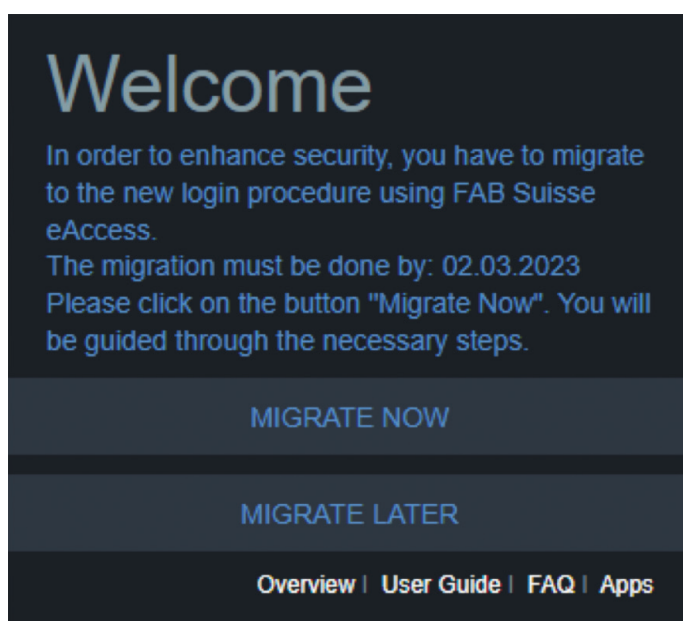 Welcome
In order to enhance security, you have to migrate
to the new login procedure using FAB Suisse
eAccess.
The migration must be done by: 02.03.2023
Please click on the button "Migrate Now". You will
be guided through the necessary steps.
MIGRATE NOW
MIGRATE LATER
Overview | User Guide | FAQ | Apps